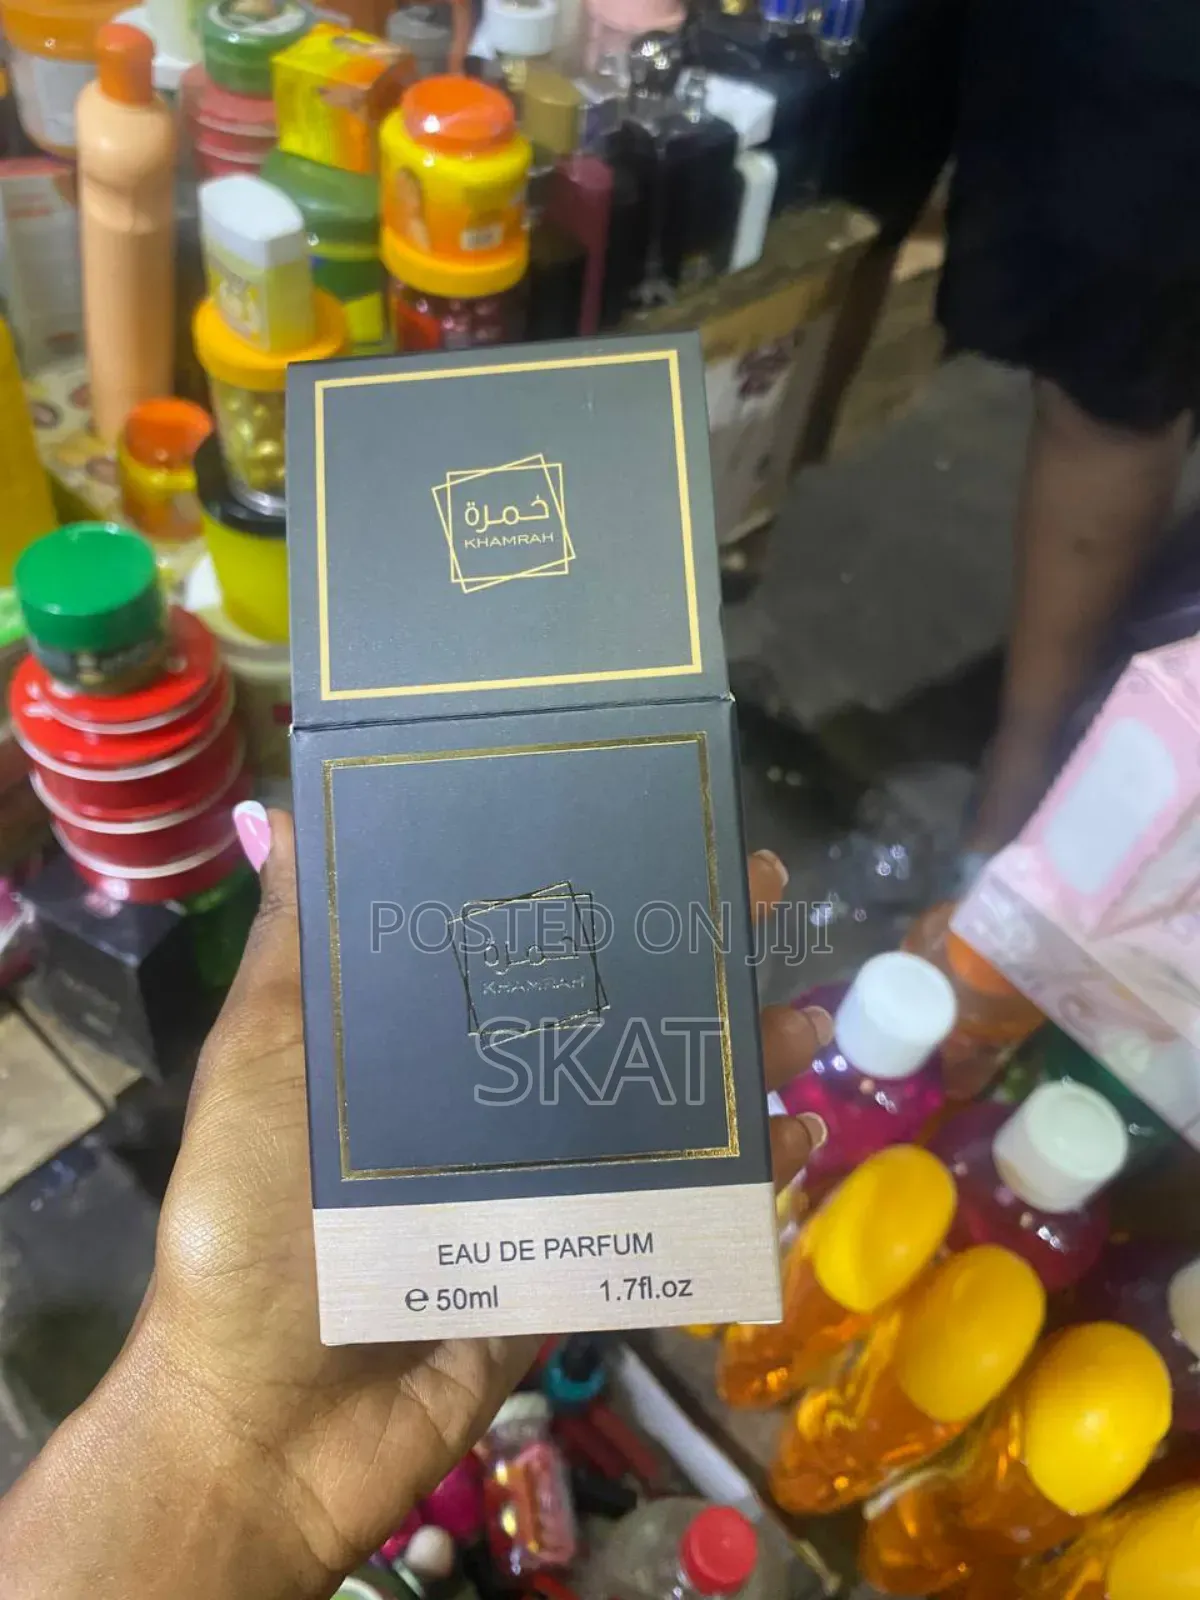 خمرة
KHAMRAH
POSTED ON JIJI
خمرة
KHAMRAH
SKAT
EAU DE PARFUM
e 50ml 1.7fl.oz